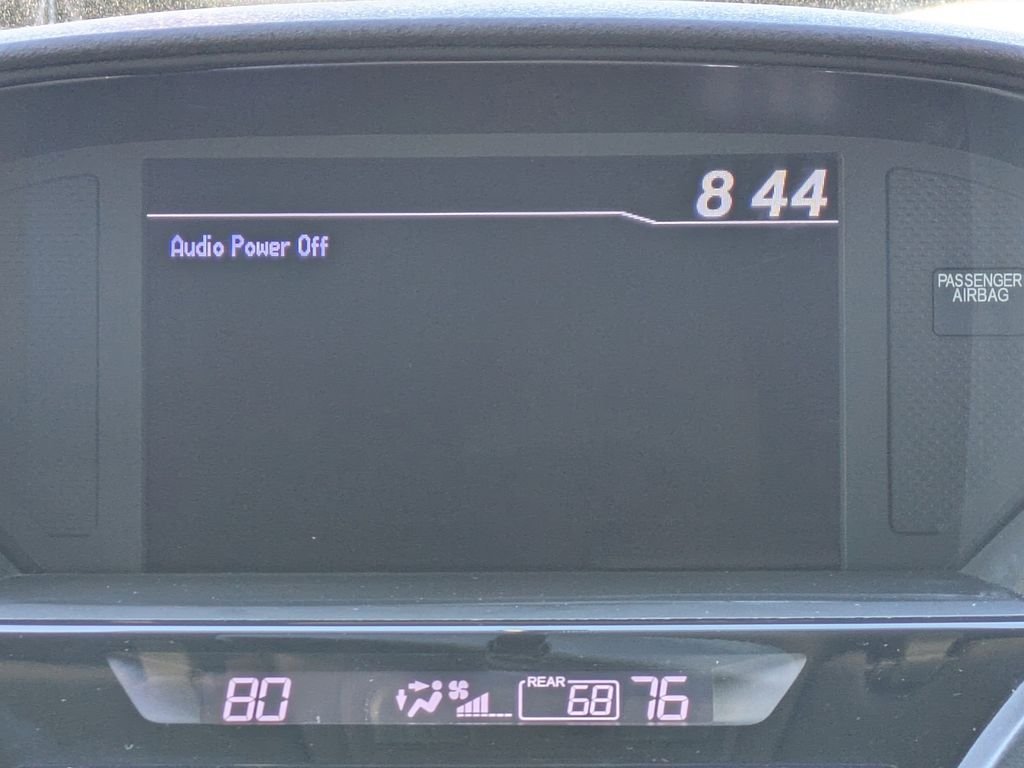 8 44
Audio Power Off
PASSENGER
AIRBAG
80 REAR 68 76